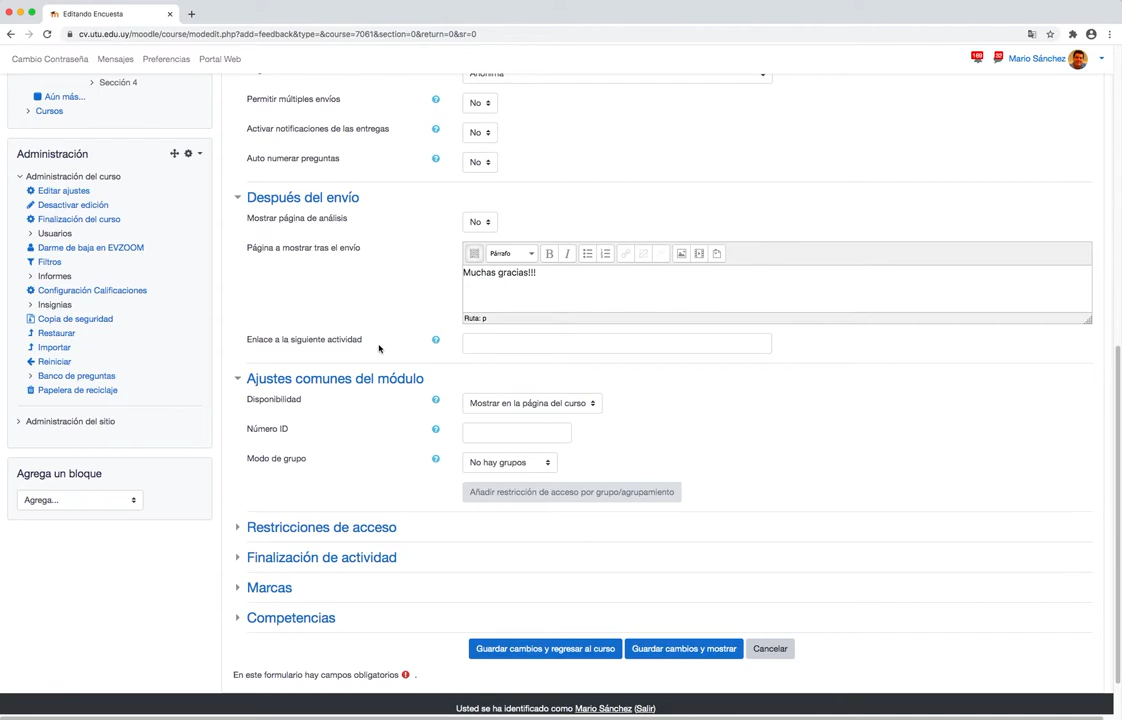 Editando Encuesta
cv.utu.edu.uy/moodle/course/modedit.php?add=feedback&type=&course=7061&section=0&return=0&sr=0
Cambio Contraseña Mensajes Preferencias Portal Web
169 32 Mario Sánchez
Sección 4
Aún más...
Cursos
Administración
Administración del curso
Editar ajustes
Desactivar edición
Finalización del curso
Usuarios
Darme de baja en EVZOOM
Filtros
Informes
Configuración Calificaciones
Insignias
Copia de seguridad
Restaurar
Importar
Reiniciar
Banco de preguntas
Papelera de reciclaje
Administración del sitio
Agrega un bloque
Agrega...
Anónima
Permitir múltiples envíos No
Activar notificaciones de las entregas No
Auto numerar preguntas No
Después del envío
Mostrar página de análisis No
Página a mostrar tras el envío
Párrafo B I
Muchas gracias!!!
Ruta: p
Enlace a la siguiente actividad
Ajustes comunes del módulo
Disponibilidad Mostrar en la página del curso
Número ID
Modo de grupo No hay grupos
Añadir restricción de acceso por grupo/agrupamiento
Restricciones de acceso
Finalización de actividad
Marcas
Competencias
Guardar cambios y regresar al curso Guardar cambios y mostrar Cancelar
En este formulario hay campos obligatorios .
Usted se ha identificado como Mario Sánchez (Salir)